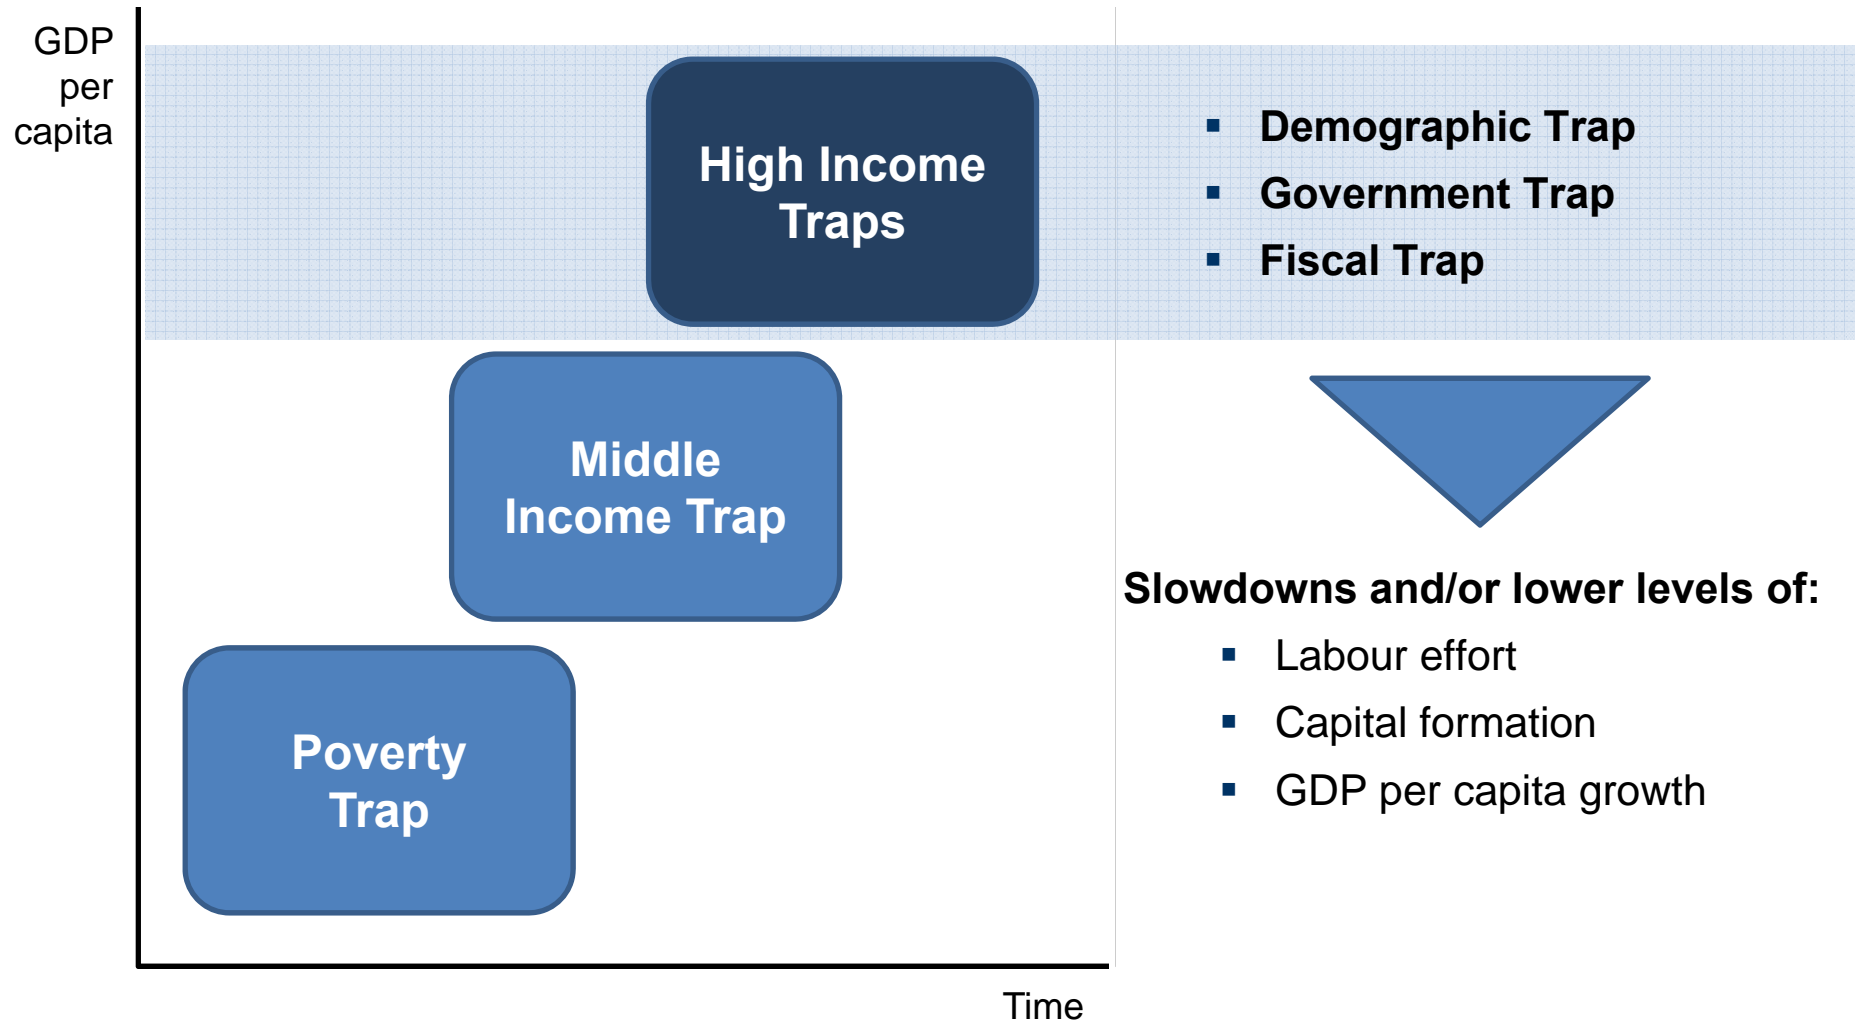 GDP
per
capita
High Income
Traps
▪ Demographic Trap
▪ Government Trap
▪ Fiscal Trap
Middle
Income Trap
Slowdowns and/or lower levels of:
▪ Labour effort
▪ Capital formation
▪ GDP per capita growth
Poverty
Trap
Time